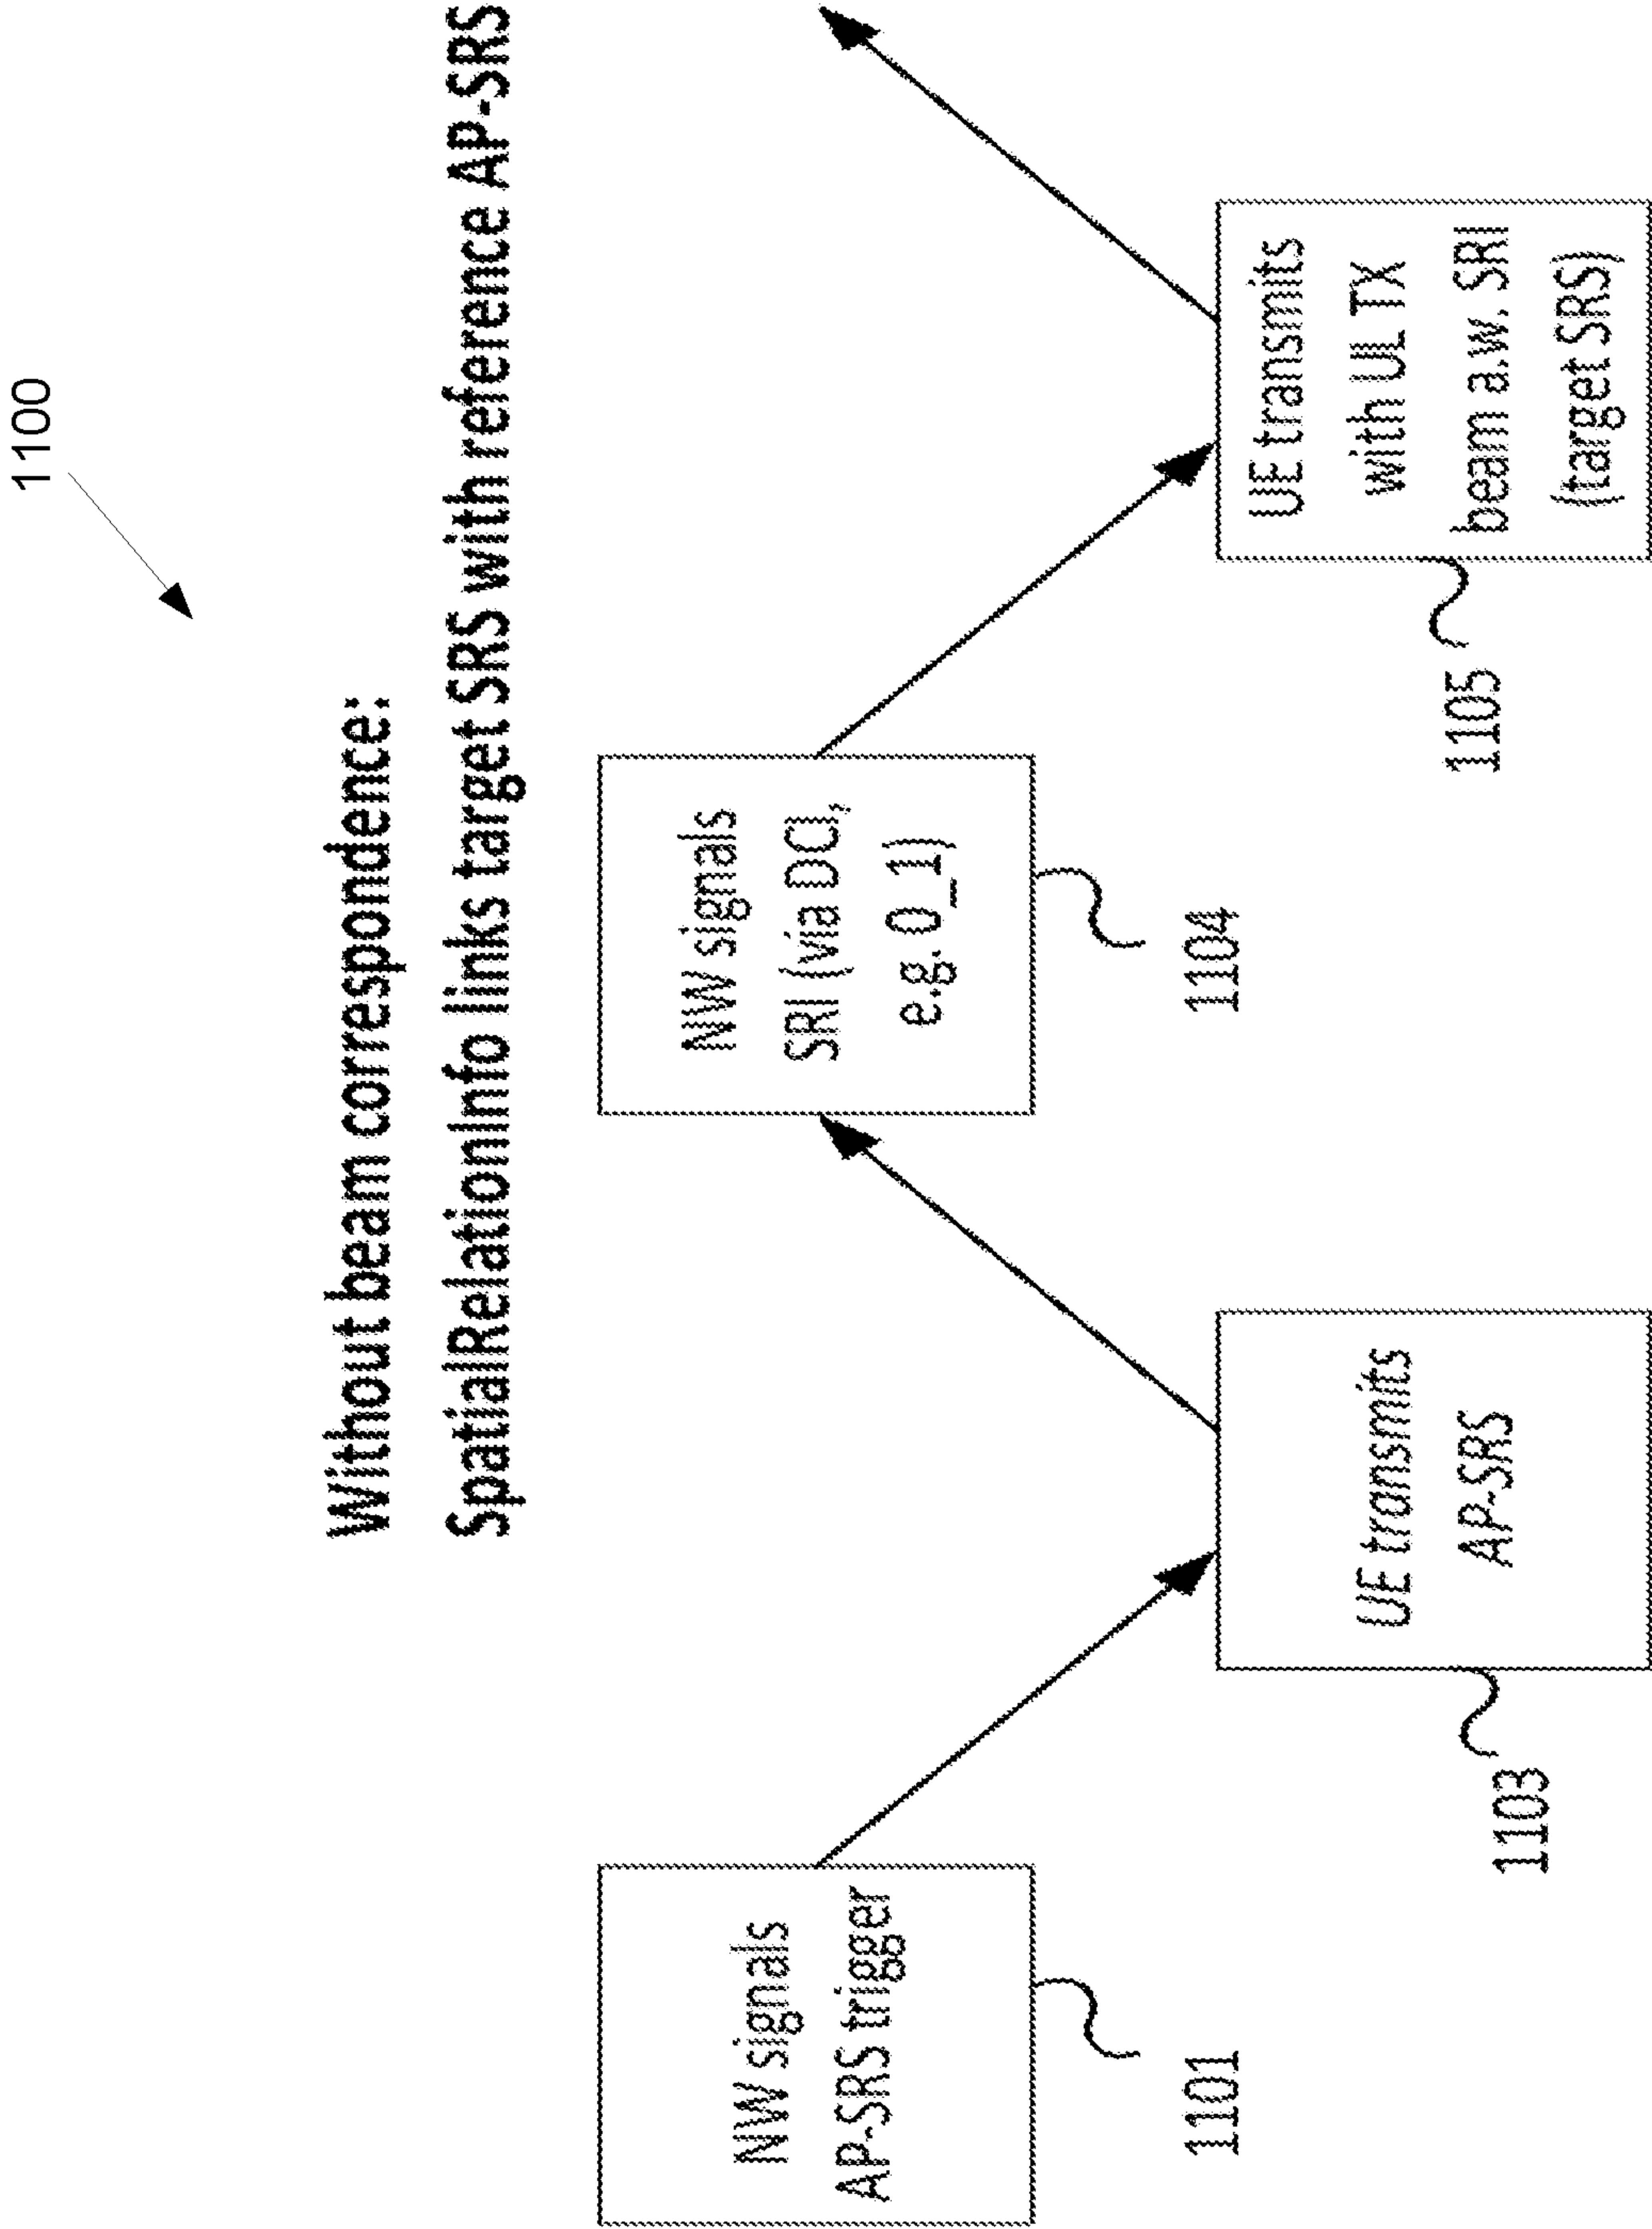 1100
Without beam correspondence:
SpatialRelationInfo links target SRS with reference AP-SRS
NW signals
AP-SRS trigger
1101
UE transmits
AP-SRS
1103
NW signals
SRI (via DCI,
e.g. 0_1)
1104
UE transmits
with UL TX
beam a.w. SRI
(target SRS)
1105